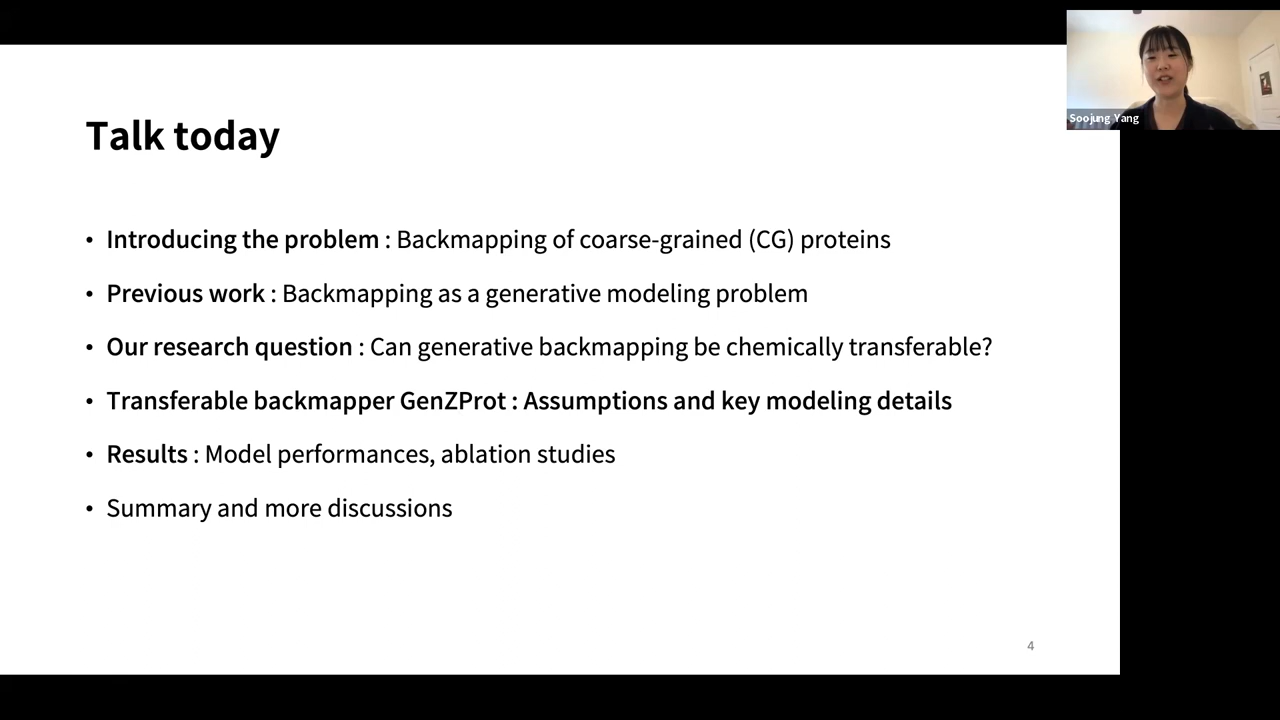 Talk today
• Introducing the problem : Backmapping of coarse-grained (CG) proteins
• Previous work : Backmapping as a generative modeling problem
• Our research question : Can generative backmapping be chemically transferable?
• Transferable backmapper GenZProt : Assumptions and key modeling details
• Results : Model performances, ablation studies
• Summary and more discussions
4
Soojung Yang